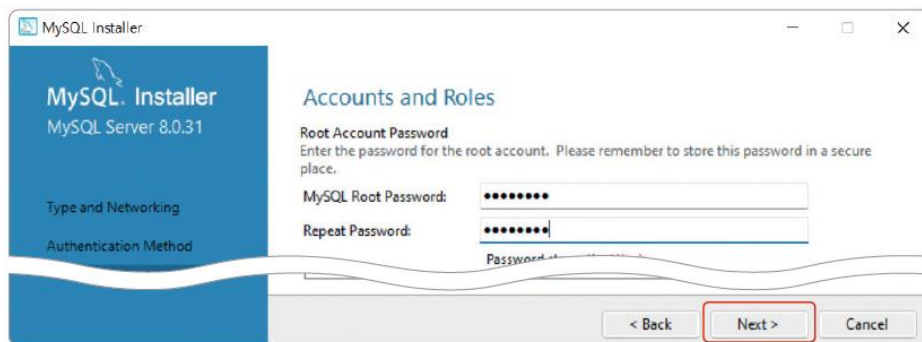 MySQL Installer
MySQL. Installer
MySQL Server 8.0.31
Type and Networking
Authentication Method
Accounts and Roles
Root Account Password
Enter the password for the root account. Please remember to store this password in a secure
place.
MySQL Root Password: ●●●●●●●●
Repeat Password: ●●●●●●●●
Password
< Back
Next >
Cancel